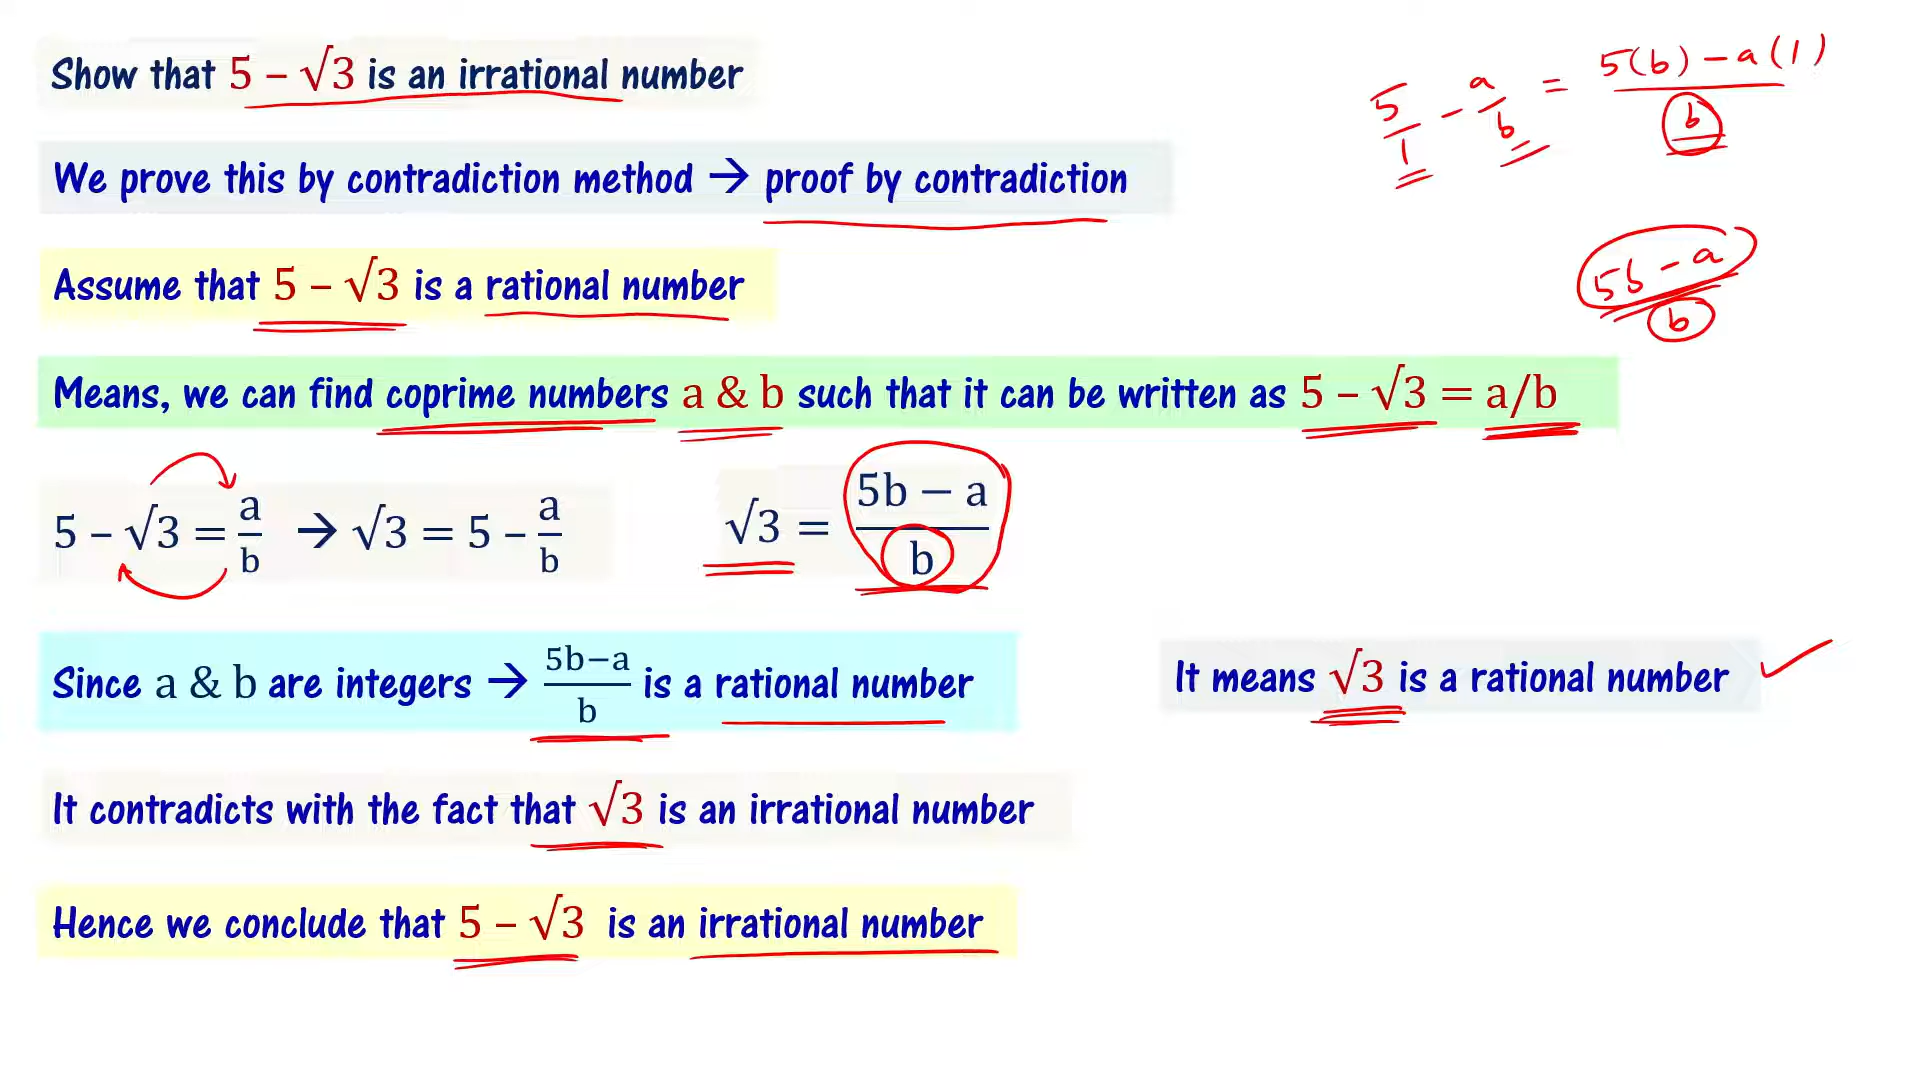 Show that 5 – √3 is an irrational number
5/1 - a/b = 5(b) - a(1)/b
We prove this by contradiction method → proof by contradiction
5b - a/b
Assume that 5 – √3 is a rational number
Means, we can find coprime numbers a & b such that it can be written as 5 – √3 = a/b
5 – √3 = a/b → √3 = 5 – a/b √3 = 5b – a/b
Since a & b are integers → 5b–a/b is a rational number
It means √3 is a rational number ✓
It contradicts with the fact that √3 is an irrational number
Hence we conclude that 5 – √3 is an irrational number